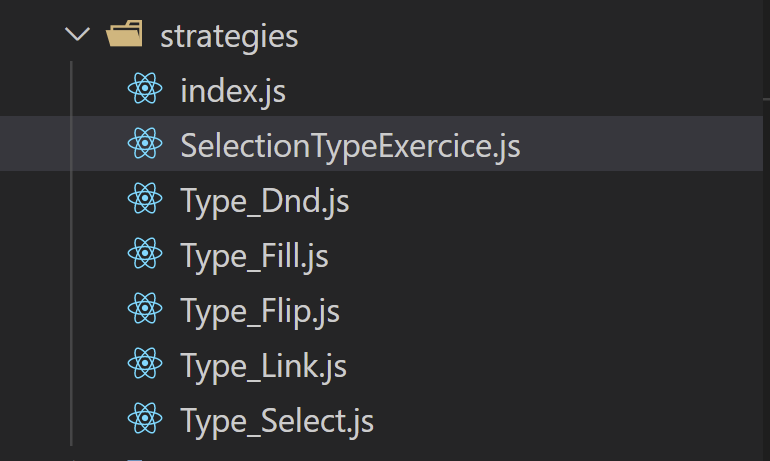 strategies
index.js
SelectionTypeExercice.js
Type_Dnd.js
Type_Fill.js
Type_Flip.js
Type_Link.js
Type_Select.js